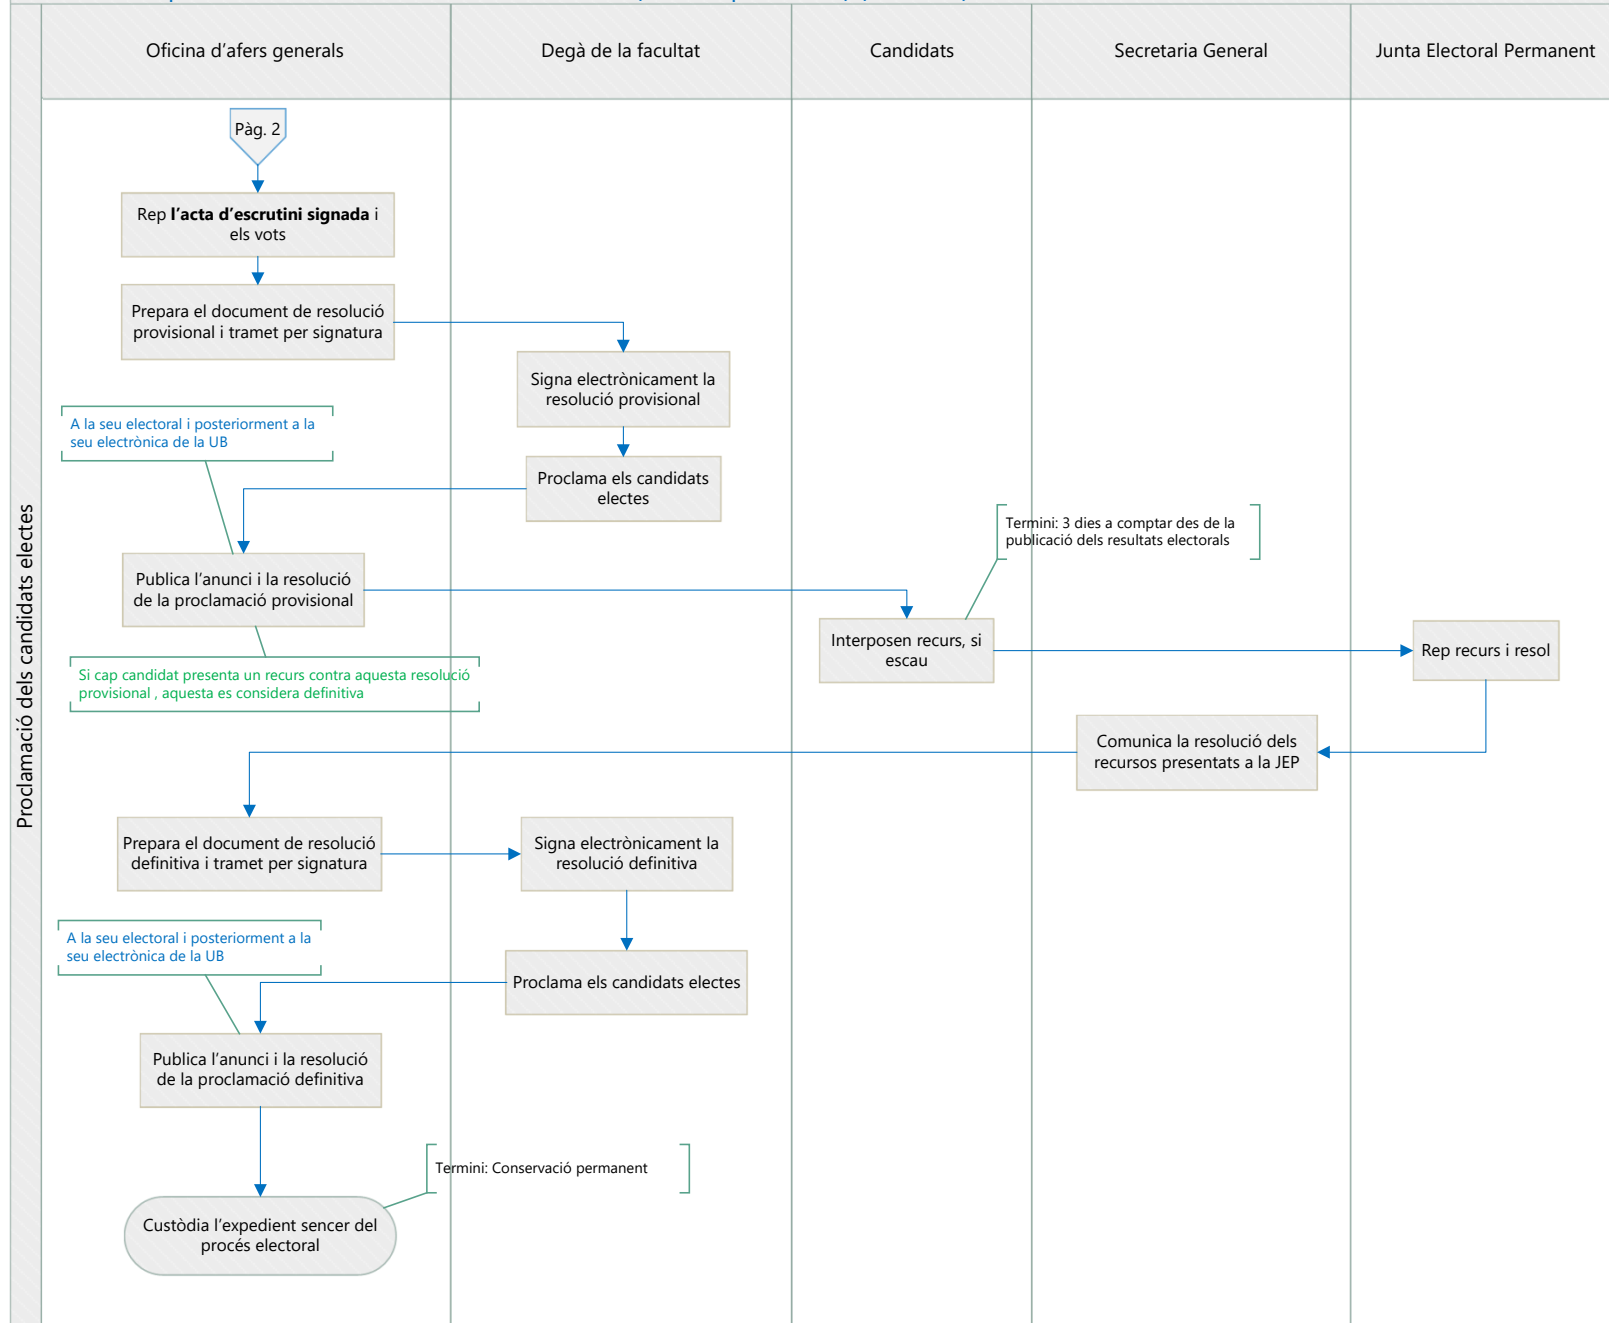 Oficina d’afers generals
Degà de la facultat
Candidats
Secretaria General
Junta Electoral Permanent
Proclamació dels candidats electes
Pàg. 2
Rep l’acta d’escrutini signada i
els vots
Prepara el document de resolució
provisional i tramet per signatura
Signa electrònicament la
resolució provisional
A la seu electoral i posteriorment a la
seu electrònica de la UB
Proclama els candidats
electes
Termini: 3 dies a comptar des de la
publicació dels resultats electorals
Publica l’anunci i la resolució
de la proclamació provisional
Interposen recurs, si
escau
Rep recurs i resol
Si cap candidat presenta un recurs contra aquesta resolució
provisional , aquesta es considera definitiva
Comunica la resolució dels
recursos presentats a la JEP
Prepara el document de resolució
definitiva i tramet per signatura
Signa electrònicament la
resolució definitiva
A la seu electoral i posteriorment a la
seu electrònica de la UB
Proclama els candidats electes
Publica l’anunci i la resolució
de la proclamació definitiva
Termini: Conservació permanent
Custòdia l’expedient sencer del
procés electoral